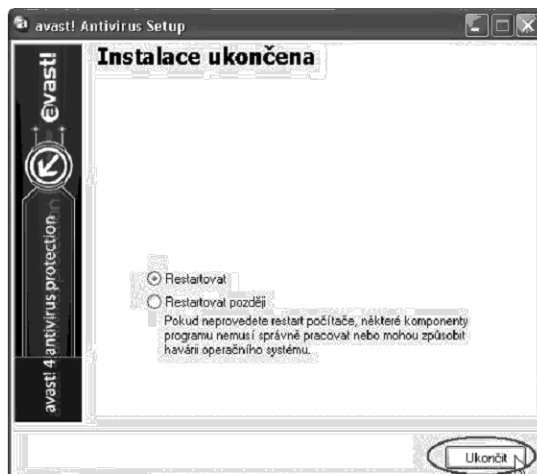 avast! Antivirus Setup
Instalace ukončena
avast!
avast! 4 antivirus protection
Restartovat
Restartovat později
Pokud neprovedete restart počítače, některé komponenty
programu nemusí správně pracovat nebo mohou způsobit
havárii operačního systému.
Ukončit